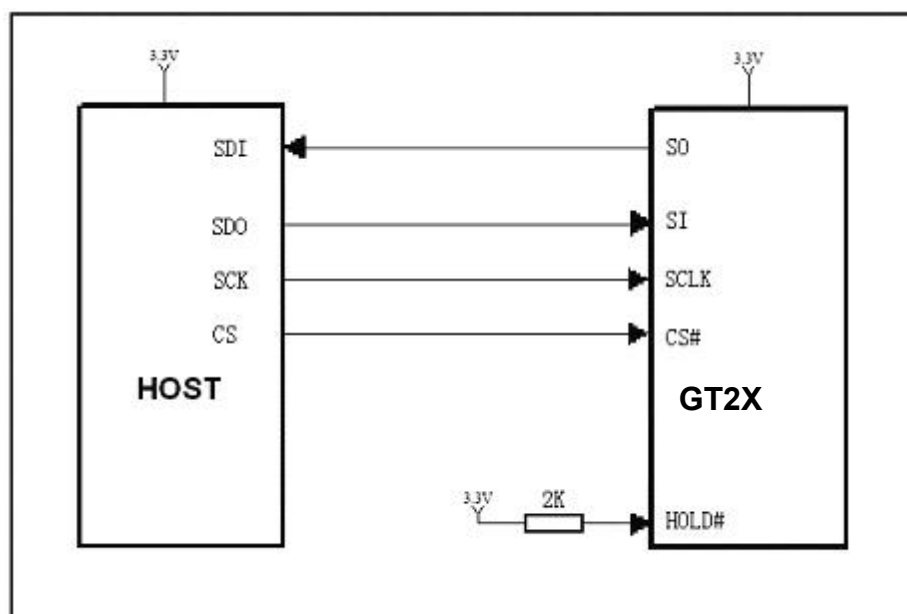 3.3V
3.3V
SDI
SO
SDO
SI
SCK
SCLK
CS
CS#
HOST
GT2X
3.3V
2K
HOLD#